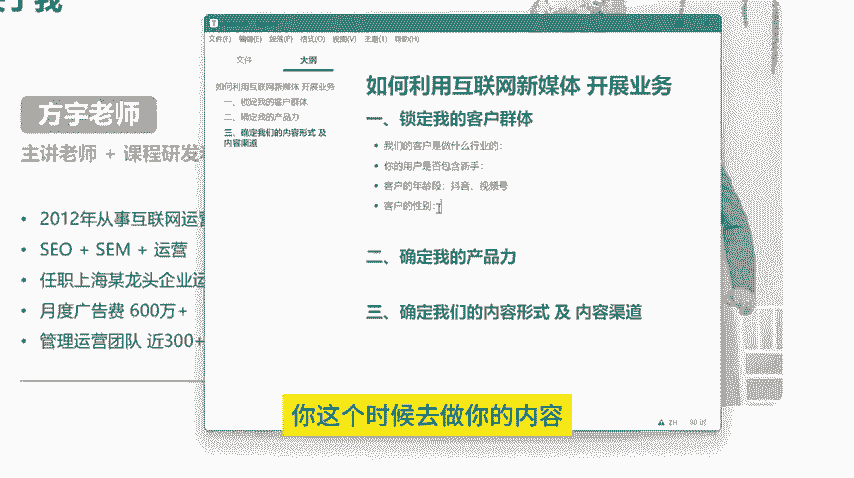 方宇老师
主讲老师 + 课程研发
2012年从事互联网运营
SEO + SEM + 运营
任职上海某龙头企业运
月度广告费 600万+
管理运营团队 近300+
文件(F) 编辑(E) 段落(P) 格式(O) 视图(V) 主题(T) 帮助(H)
文件 大纲
如何利用互联网新媒体 开展业务
一、锁定我的客户群体
二、确定我的产品力
三、确定我们的内容形式 及
内容渠道
如何利用互联网新媒体 开展业务
一、锁定我的客户群体
我们的客户是做什么行业的:
你的用户是否包含新手:
客户的年龄段: 抖音、视频号
客户的性别:
二、确定我的产品力
三、确定我们的内容形式 及 内容渠道
ZH 90 词
你这个时候去做你的内容